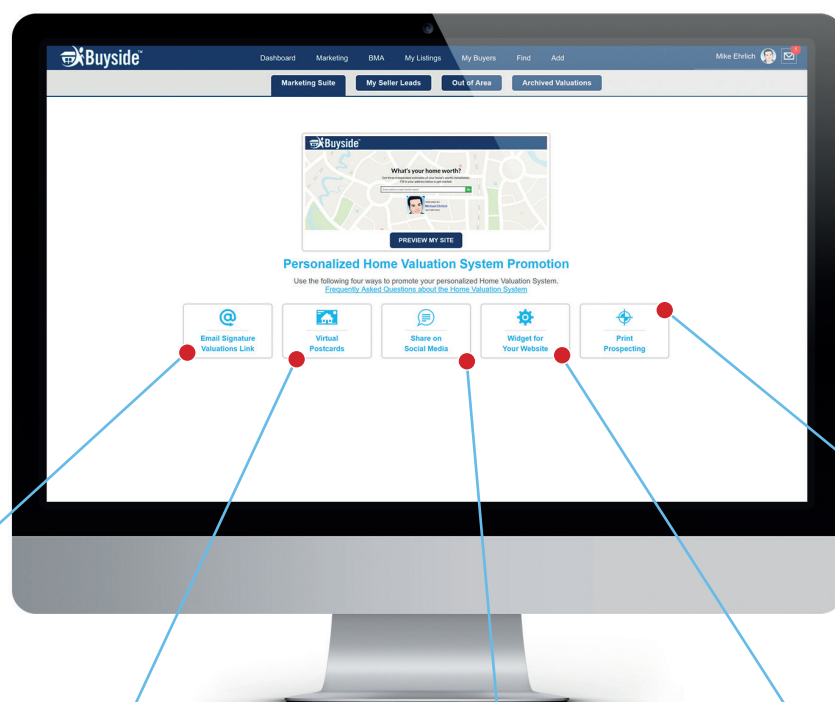 Buyside™
Dashboard Marketing BMA My Listings My Buyers Find Add
Mike Ehrlich
Marketing Suite My Seller Leads Out of Area Archived Valuations
Buyside
What's your home worth?
Michael Ehrlich
PREVIEW MY SITE
Personalized Home Valuation System Promotion
Use the following four ways to promote your personalized Home Valuation System.
Frequently Asked Questions about the Home Valuation System
Email Signature
Valuations Link
Virtual
Postcards
Share on
Social Media
Widget for
Your Website
Print
Prospecting